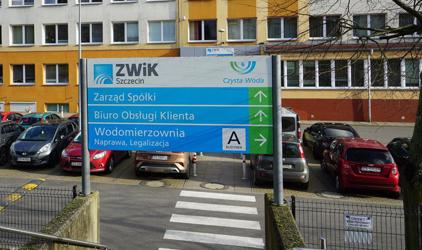 ZWiK
Szczecin
Czysta Woda
Zarząd Spółki
Biuro Obsługi Klienta
Wodomierzownia
Naprawa, Legalizacja
A